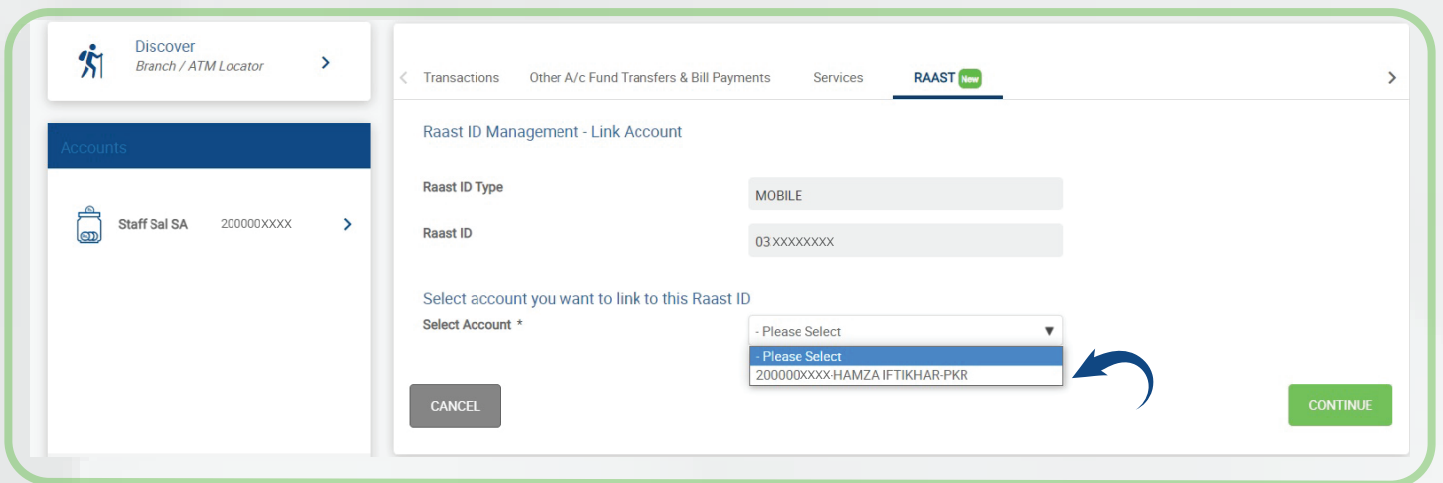 Discover
Branch / ATM Locator
Accounts
Staff Sal SA 200000XXXX
Transactions Other A/c Fund Transfers & Bill Payments Services RAAST New
Raast ID Management - Link Account
Raast ID Type MOBILE
Raast ID 03XXXXXXXX
Select account you want to link to this Raast ID
Select Account * - Please Select
- Please Select
200000XXXX-HAMZA IFTIKHAR-PKR
CANCEL CONTINUE